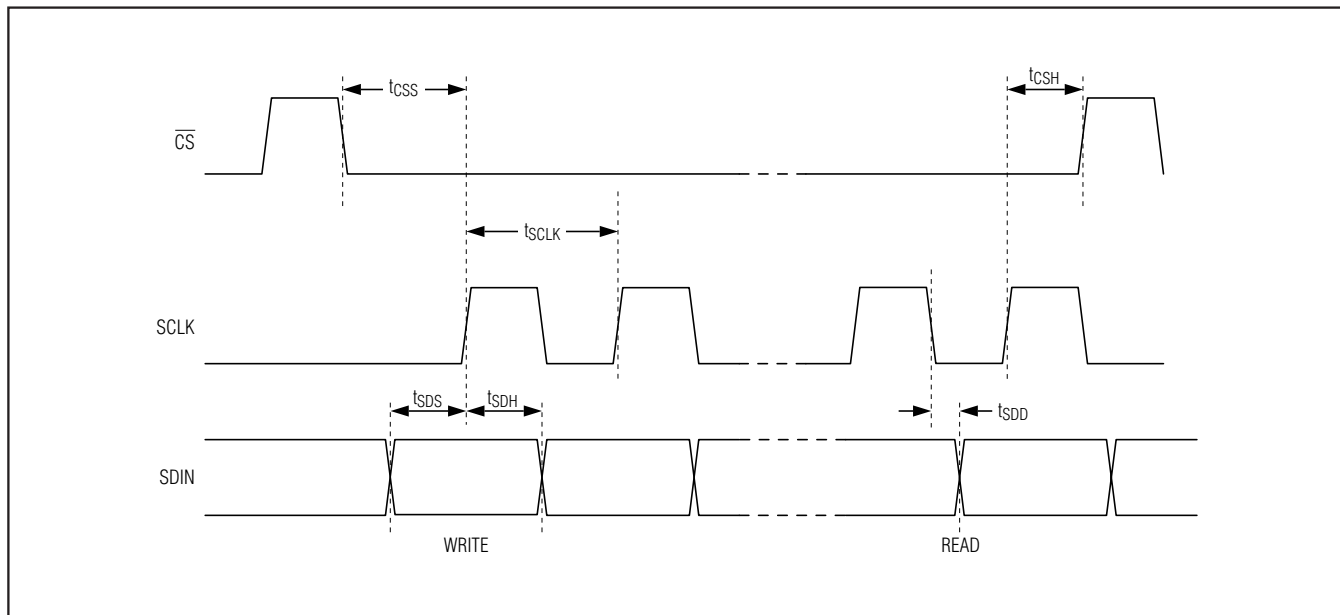 tCSS
tCSH
CS
tSCLK
SCLK
tSDS
tSDH
tSDD
SDIN
WRITE
READ